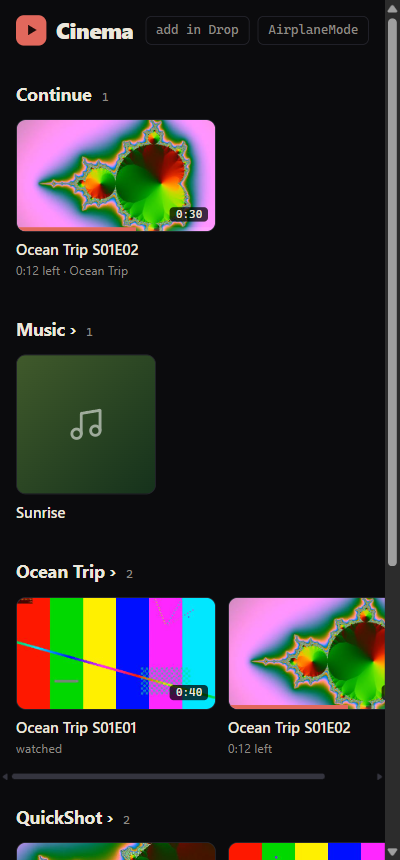 Cinema
add in Drop
AirplaneMode
Continue 1
0:30
Ocean Trip S01E02
0:12 left · Ocean Trip
Music › 1
Sunrise
Ocean Trip › 2
0:40
Ocean Trip S01E01
watched
Ocean Trip S01E02
0:12 left
QuickShot › 2